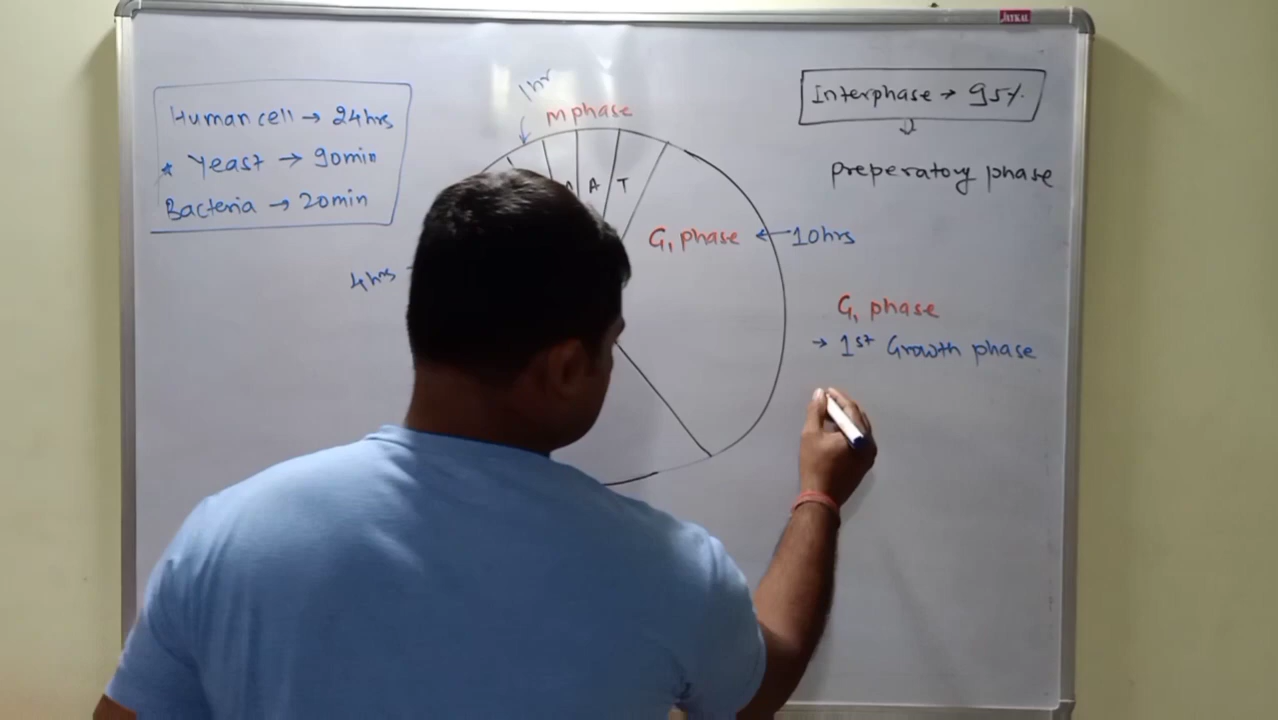 JAYKAL
Human cell → 24hrs
* Yeast → 90min
Bacteria → 20min
1hr
M phase
A T
4hrs
G₁ phase ← 10hrs
Interphase → 95%
preperatory phase
G₁ phase
→ 1st Growth phase